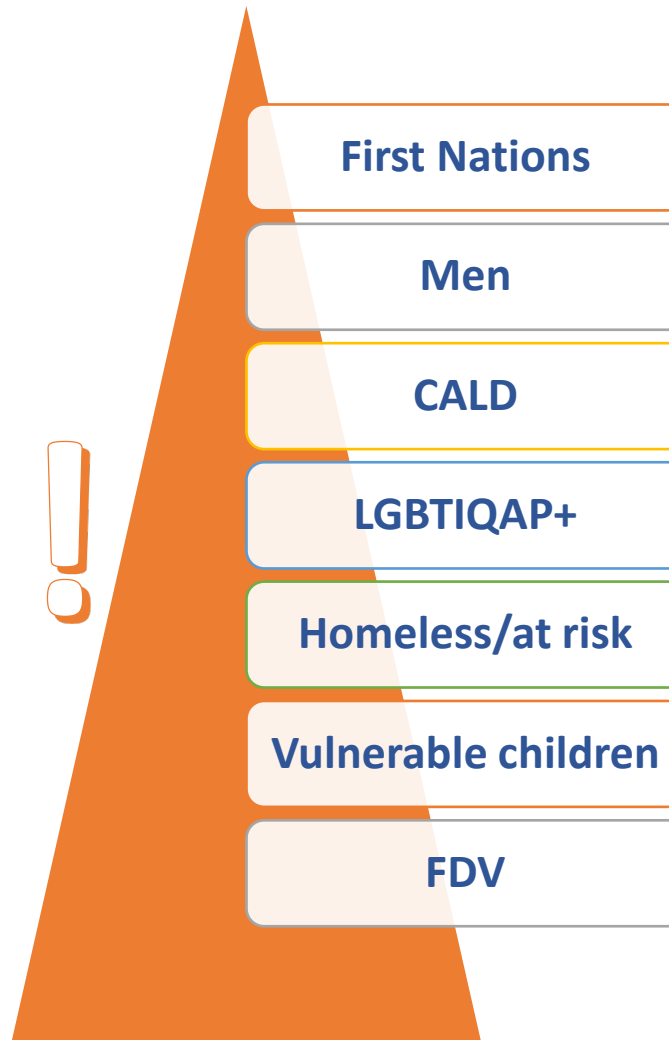 First Nations
Men
CALD
!
LGBTIQAP+
Homeless/at risk
Vulnerable children
FDV